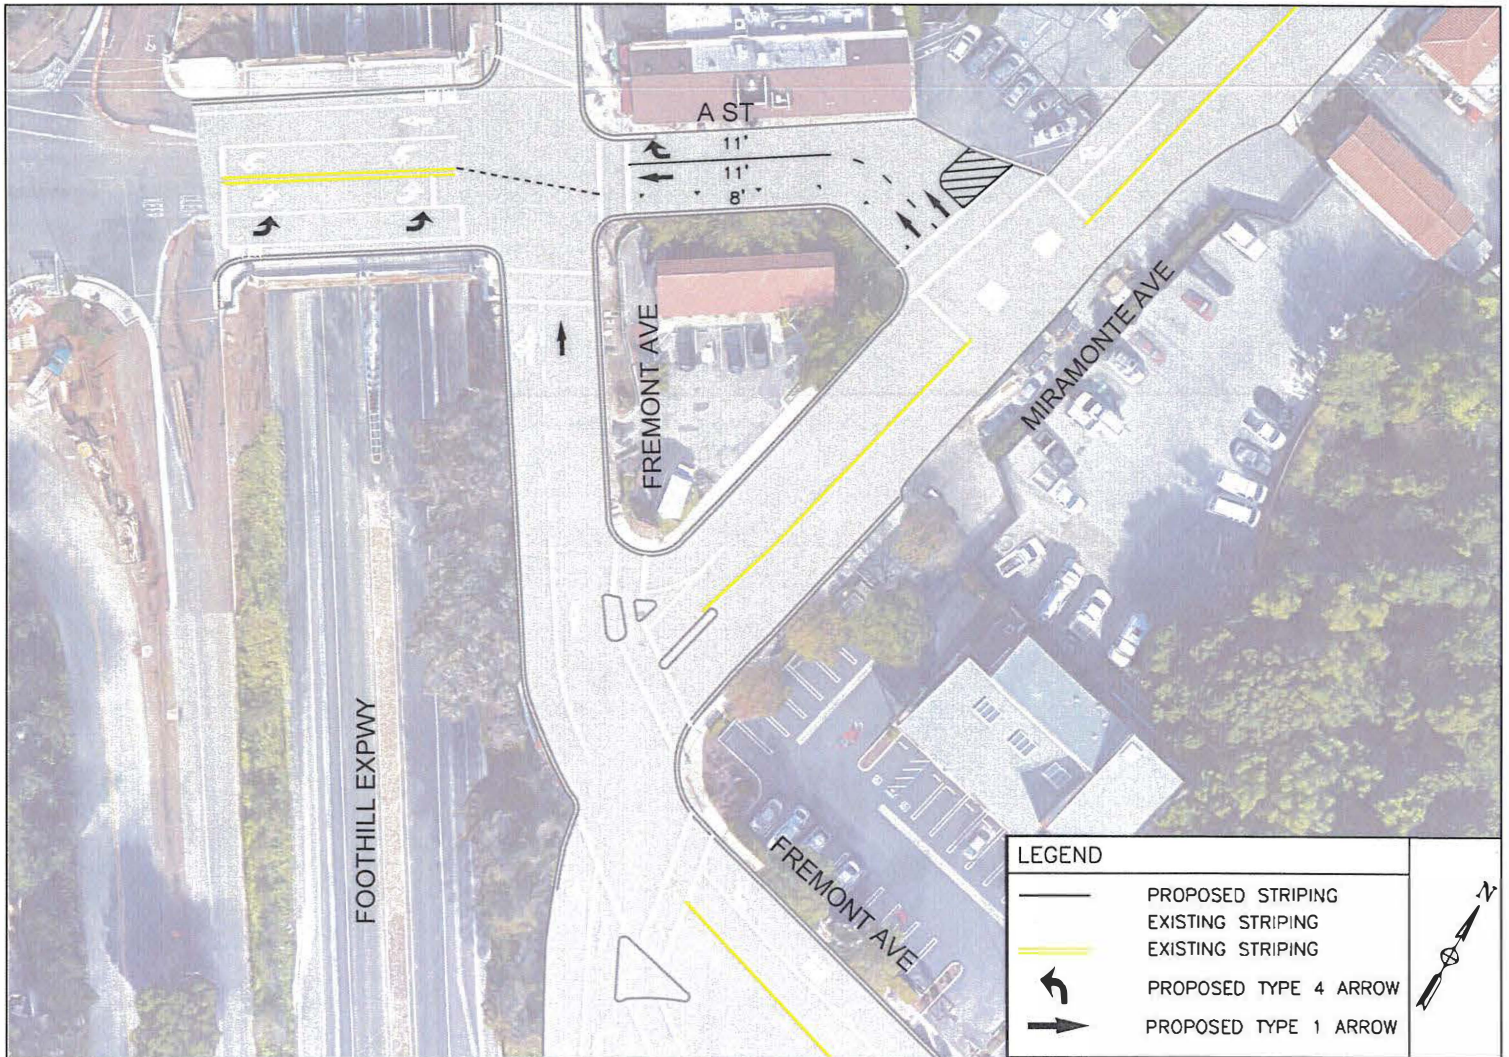 A ST
11'
11'
8'
FREMONT AVE
MIRAMONTE AVE
FOOTHILL EXPWY
FREMONT AVE
LEGEND
PROPOSED STRIPING
EXISTING STRIPING
EXISTING STRIPING
PROPOSED TYPE 4 ARROW
PROPOSED TYPE 1 ARROW
N